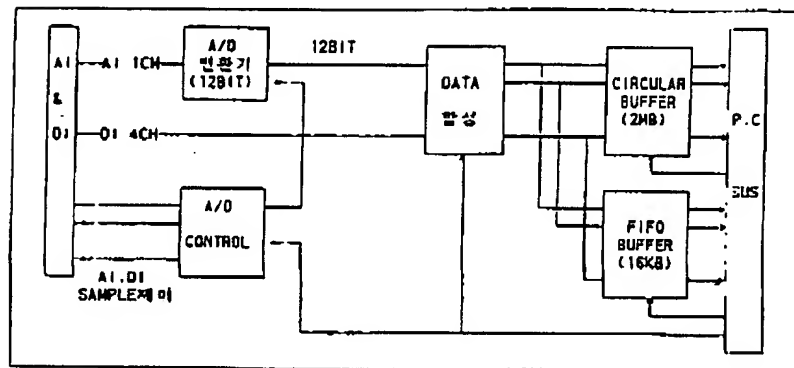 AI
&
DI
AI 1CH
A/D
변환기
(12BIT)
12BIT
DI 4CH
DATA
합성
CIRCULAR
BUFFER
(2MB)
P.C
BUS
A/D
CONTROL
FIFO
BUFFER
(16KB)
AI.DI
SAMPLE제어